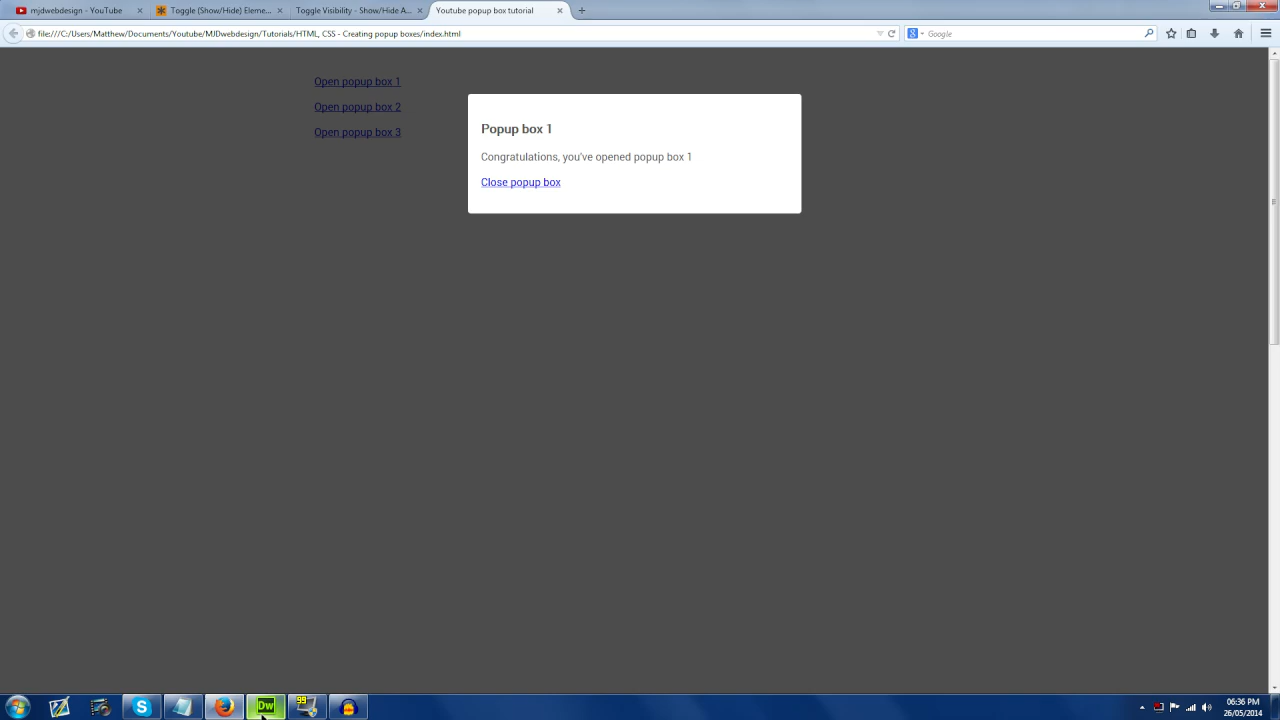 mjdwebdesign - YouTube
Toggle (Show/Hide) Eleme...
Toggle Visibility - Show/Hide A...
Youtube popup box tutorial
file:///C:/Users/Matthew/Documents/Youtube/MJDwebdesign/Tutorials/HTML, CSS - Creating popup boxes/index.html
Google
Open popup box 1
Open popup box 2
Open popup box 3
Popup box 1
Congratulations, you've opened popup box 1
Close popup box
Dw
99
06:36 PM
26/05/2014